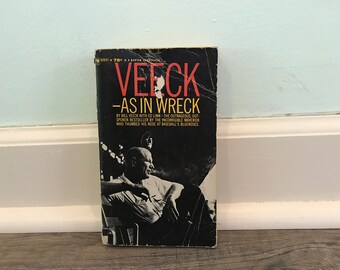 75¢
VEECK
–AS IN WRECK
BY BILL VEECK WITH ED LINN • THE OUTRAGEOUS, OUT-
SPOKEN BESTSELLER BY THE INCORRIGIBLE MAVERICK
WHO THUMBED HIS NOSE AT BASEBALL'S BLUENOSES